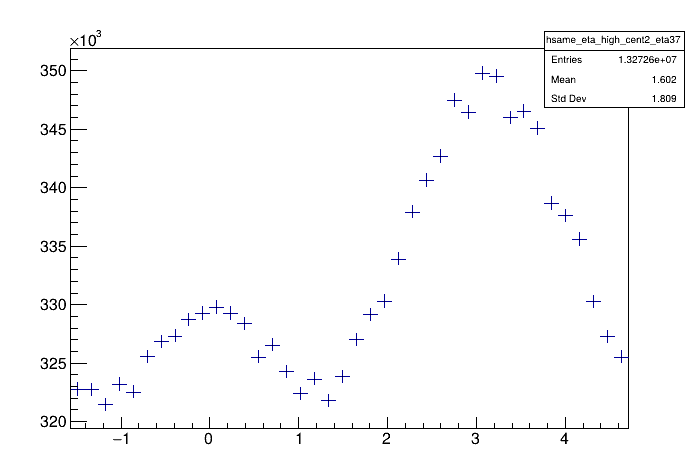 ×10³
hsame_eta_high_cent2_eta37
Entries 1.32726e+07
Mean 1.602
Std Dev 1.809
350
345
340
335
330
325
320
−1 0 1 2 3 4